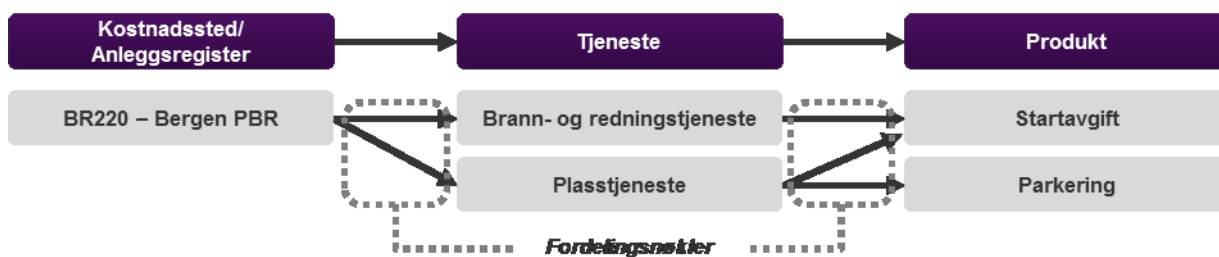 Kostnadssted/
Anleggsregister
Tjeneste
Produkt
BR220 – Bergen PBR
Brann- og redningstjeneste
Startavgift
Plasstjeneste
Parkering